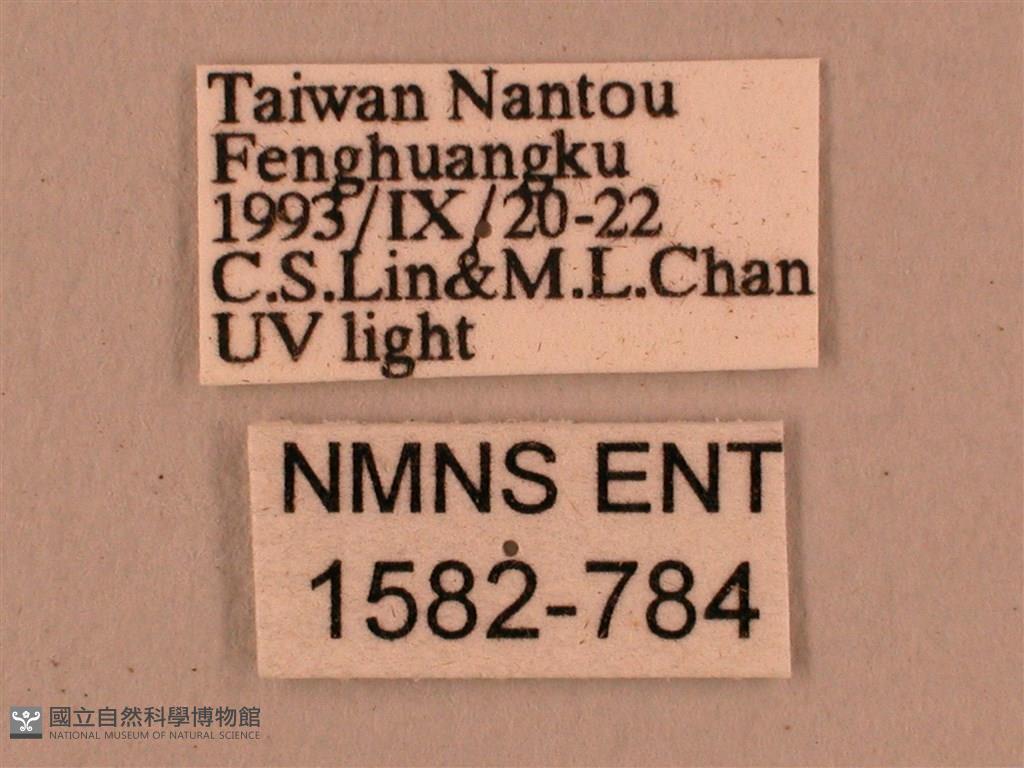 Taiwan Nantou
Fenghuangku
1993/IX/20-22
C.S.Lin&M.L.Chan
UV light
NMNS ENT
1582-784
國立自然科學博物館
NATIONAL MUSEUM OF NATURAL SCIENCE